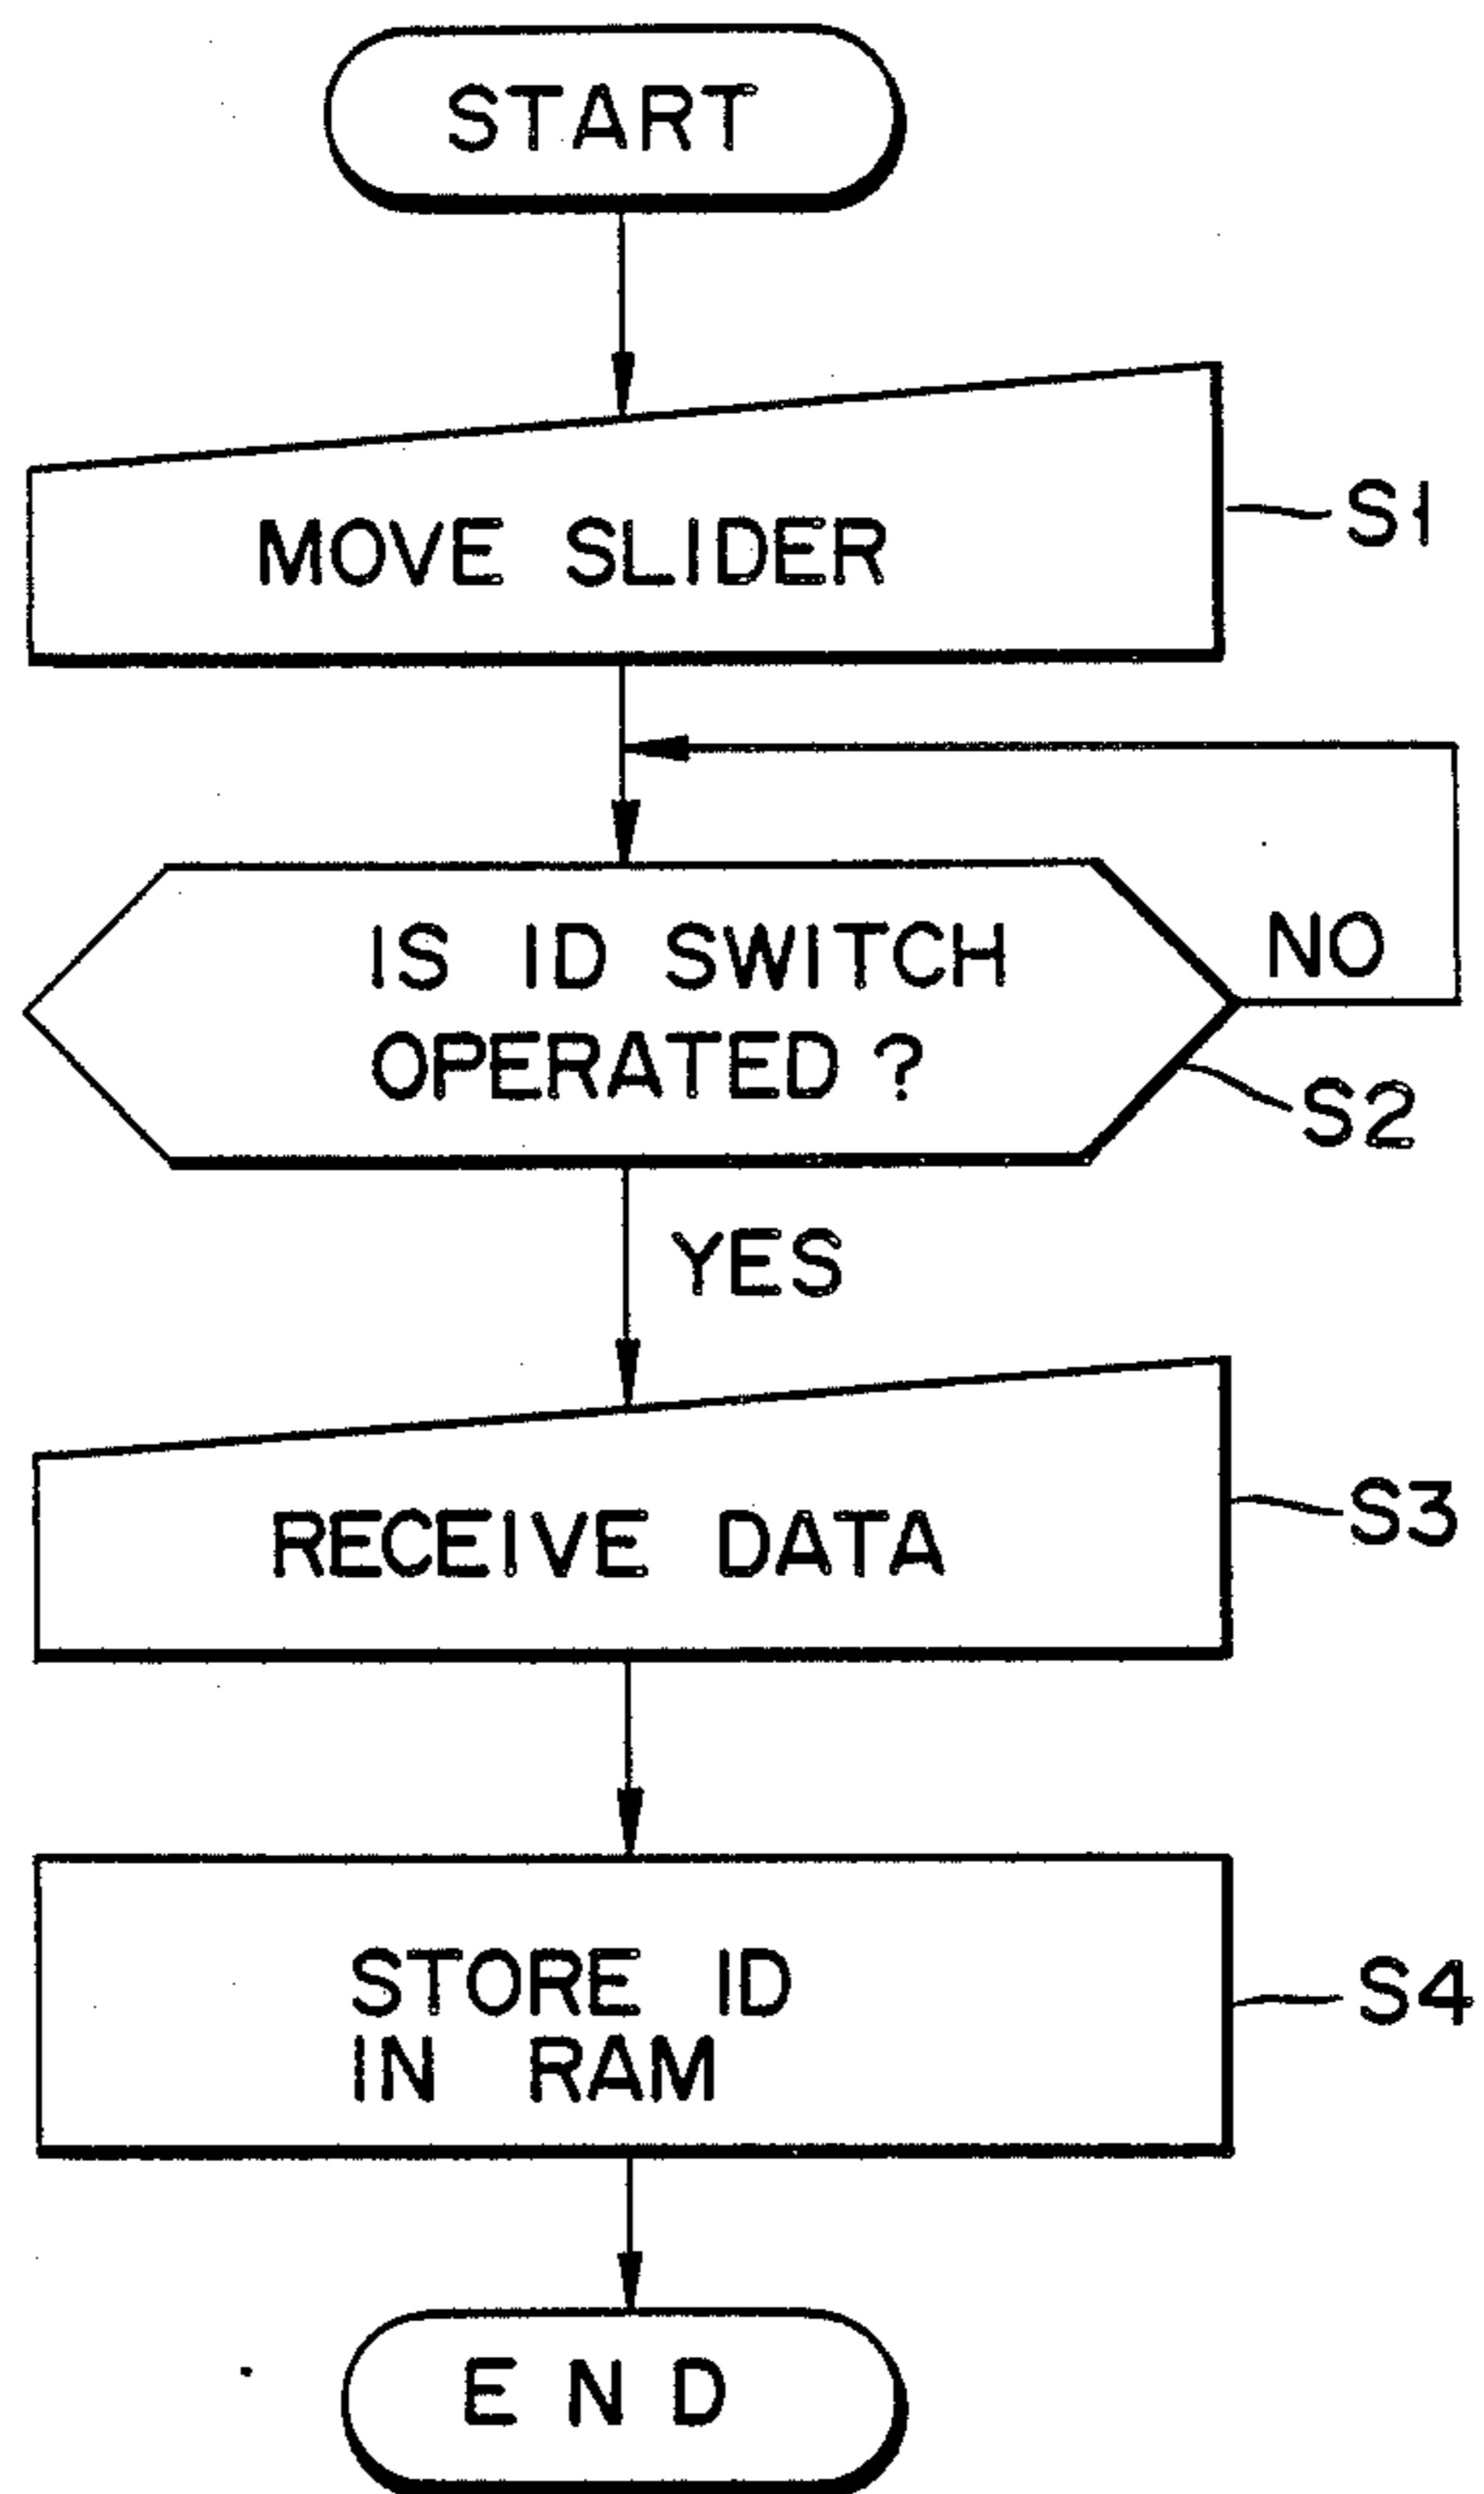 START
MOVE SLIDER
S1
IS ID SWITCH
OPERATED ?
NO
S2
YES
RECEIVE DATA
S3
STORE ID
IN RAM
S4
END